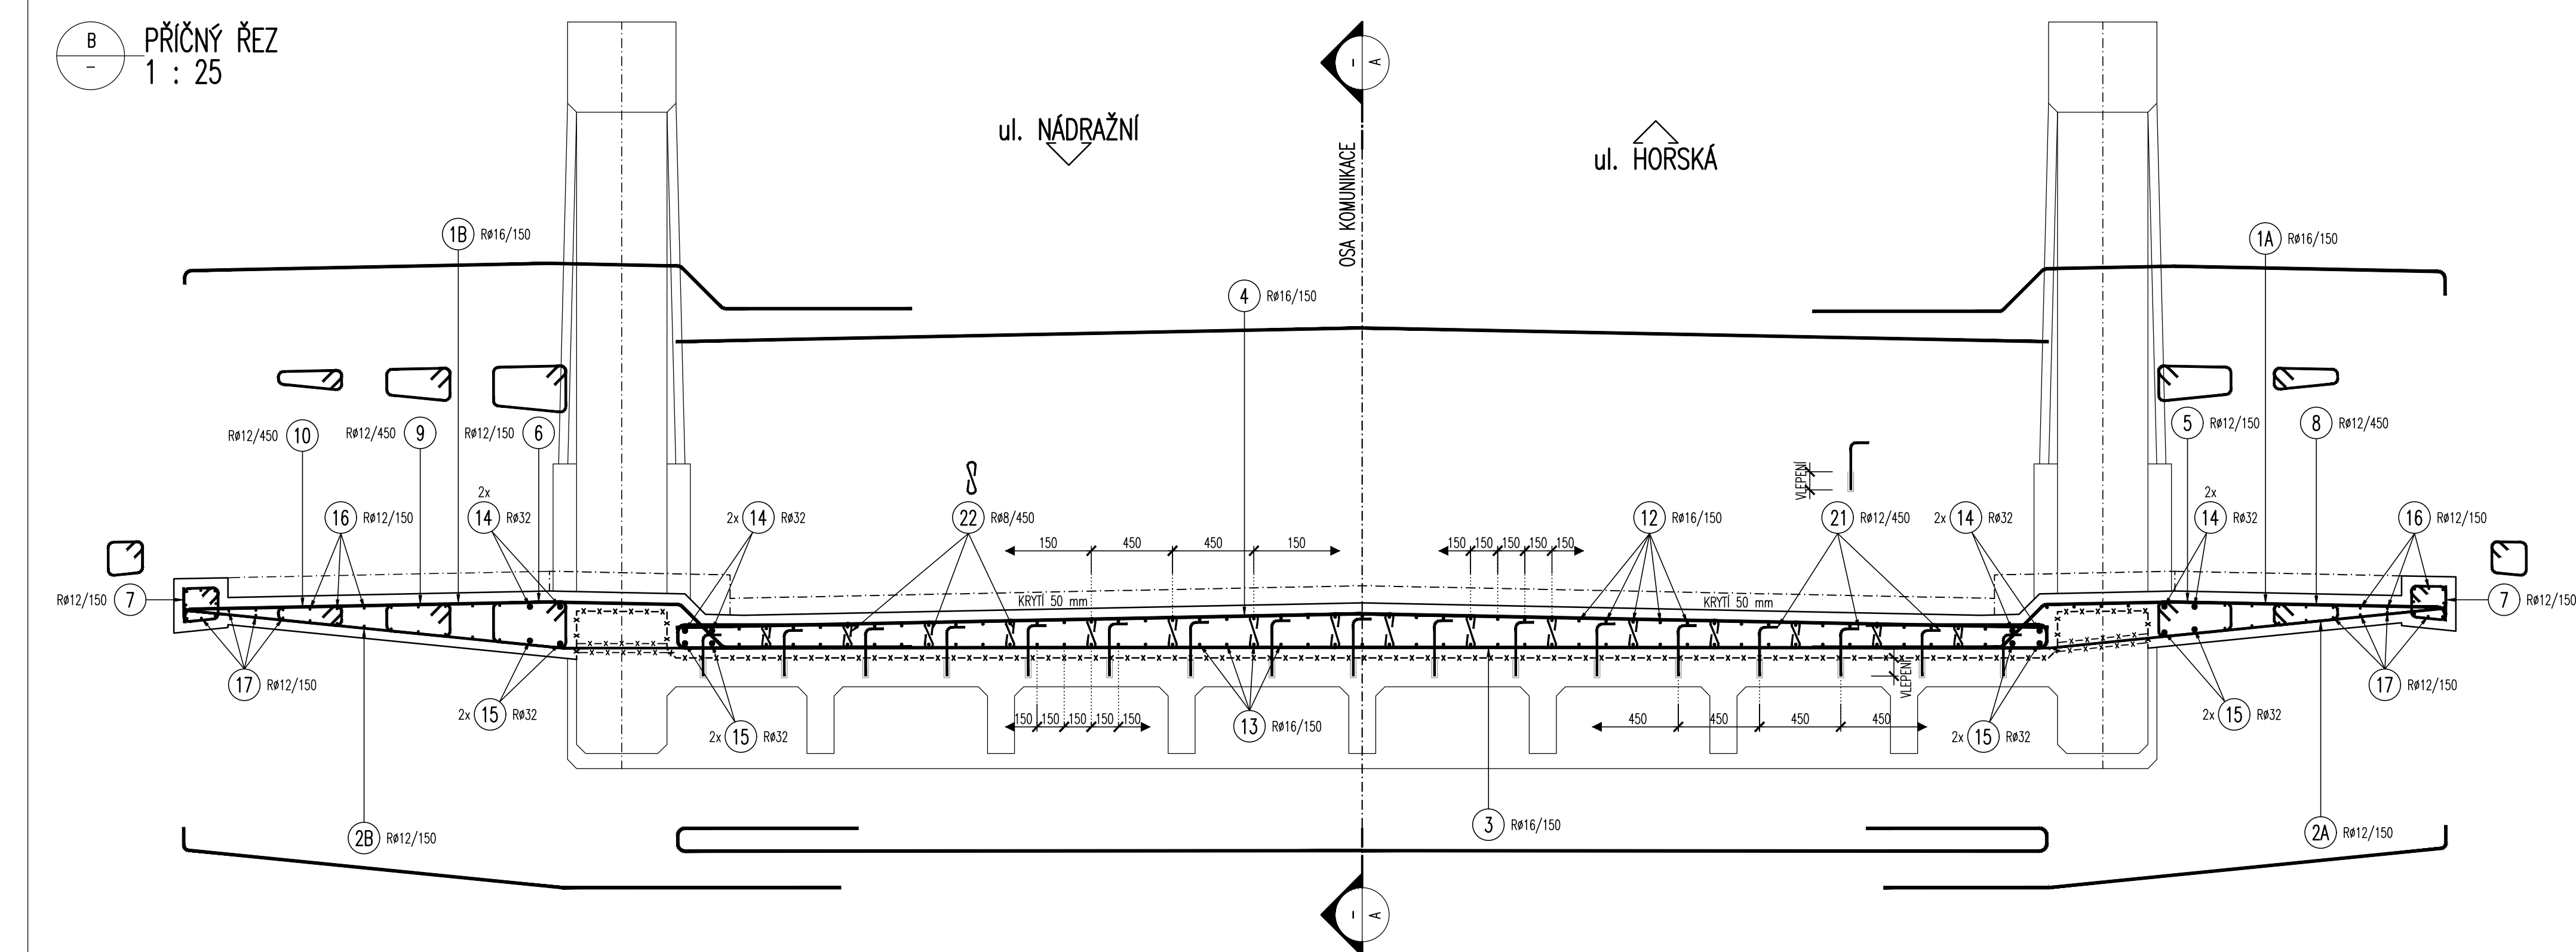 B
–
PŘÍČNÝ ŘEZ
1 : 25
– A
ul. NÁDRAŽNÍ
ul. HORSKÁ
OSA KOMUNIKACE
1B RØ16/150
1A RØ16/150
4 RØ16/150
RØ12/450 10
RØ12/450 9
RØ12/150 6
5 RØ12/150
8 RØ12/450
VLEPENÍ
16 RØ12/150
2x
14 RØ32
2x 14 RØ32
22 RØ8/450
12 RØ16/150
21 RØ12/450
2x 14 RØ32
2x
14 RØ32
16 RØ12/150
150 450 450 150
150 150 150 150 150
RØ12/150 7
7 RØ12/150
KRYTÍ 50 mm
KRYTÍ 50 mm
VLEPENÍ
17 RØ12/150
2x 15 RØ32
2x 15 RØ32
150 150 150 150 150
13 RØ16/150
450 450 450 450
2x 15 RØ32
2x 15 RØ32
17 RØ12/150
2B RØ12/150
3 RØ16/150
2A RØ12/150
– A